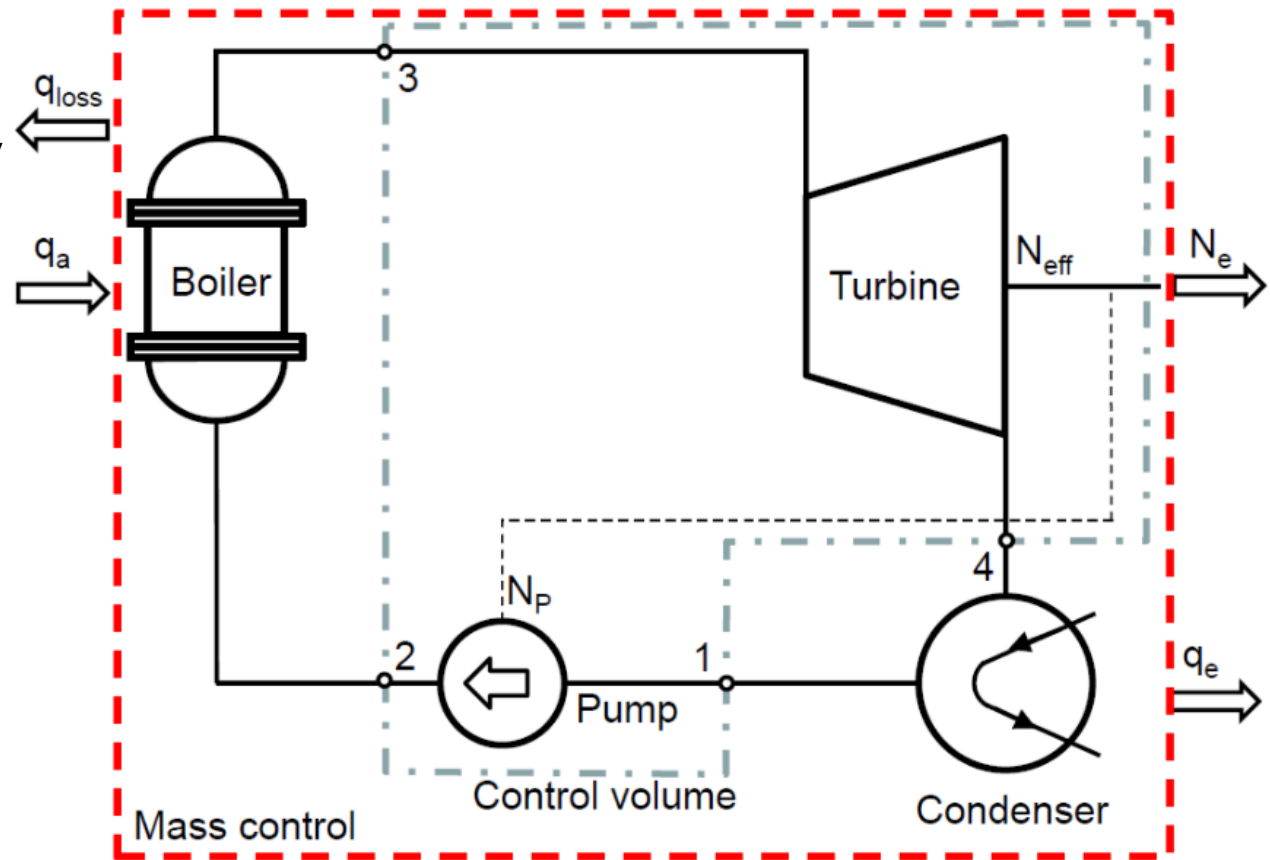 3
q_loss
q_a
Boiler
Turbine
N_eff
N_e
4
N_P
2
1
Pump
q_e
Control volume
Condenser
Mass control